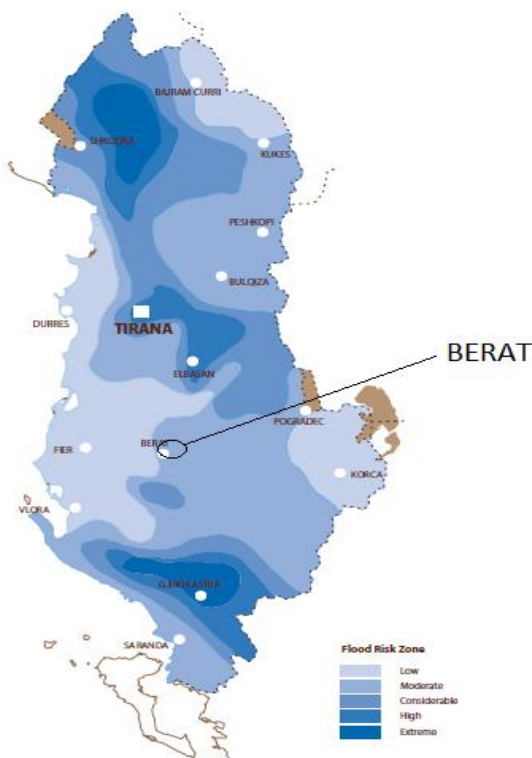 BAJRAM CURRI
SHKODRA
KUKES
PESHKOPI
BULQIZA
TIRANA
DURRES
BERAT
ELBASAN
POGRADEC
BERAT
FIER
KORCA
VLORA
GJIROKASTRA
SARANDA
Flood Risk Zone
Low
Moderate
Considerable
High
Extreme